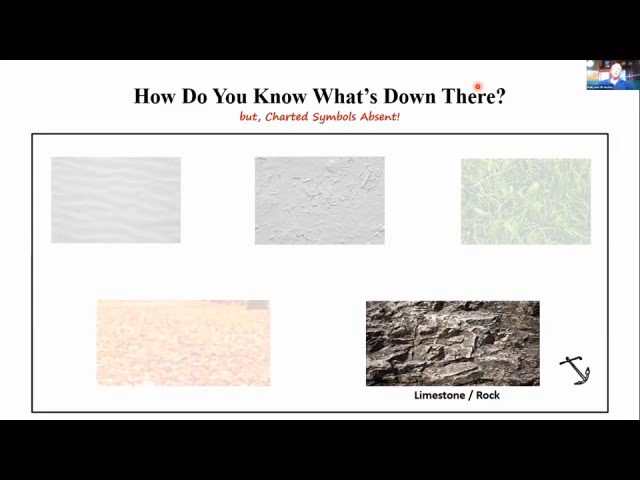 How Do You Know What's Down There?
but, Charted Symbols Absent!
Limestone / Rock